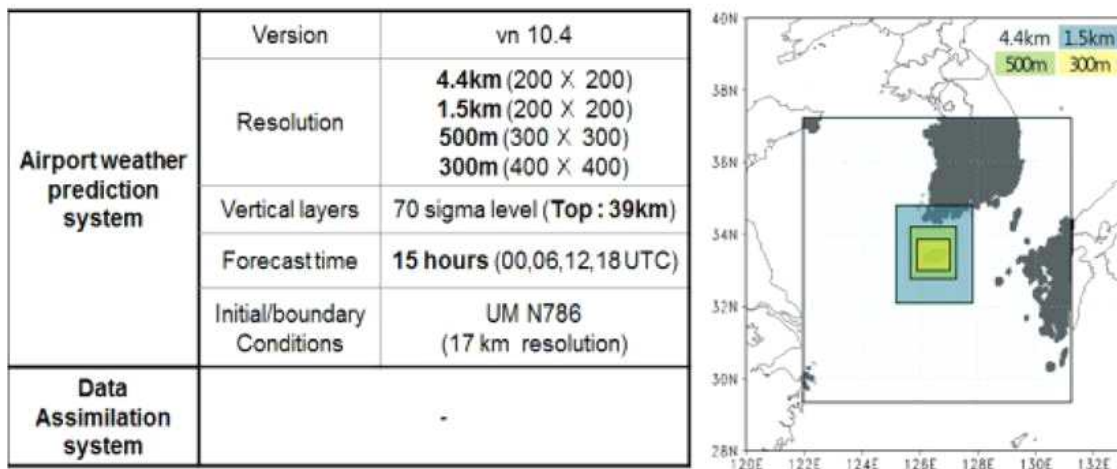 Airport weather
prediction
system
Version
vn 10.4
Resolution
4.4km (200 X 200)
1.5km (200 X 200)
500m (300 X 300)
300m (400 X 400)
Vertical layers
70 sigma level (Top : 39km)
Forecast time
15 hours (00,06,12,18 UTC)
Initial/boundary
Conditions
UM N786
(17 km resolution)
Data
Assimilation
system
-
4.4km 1.5km
500m 300m
40N
38N
36N
34N
32N
30N
28N
120E 122E 124E 126E 128E 130E 132E